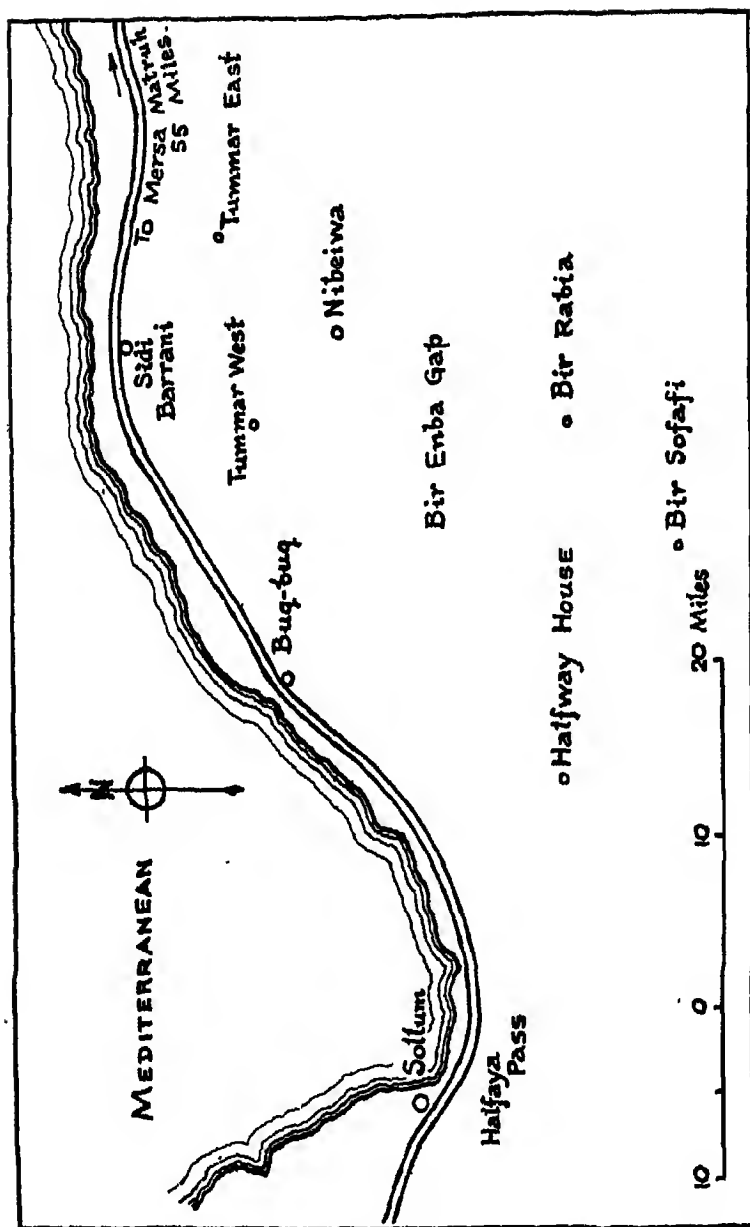 MEDITERRANEAN
N
To Mersa Matruh
55 Miles.
Sidi
Barrani
Tummar East
Tummar West
Nibeiwa
Buq-buq
Bir Enba Gap
Sollum
Halfaya
Pass
Halfway House
Bir Rabia
Bir Sofafi
10 0 10 20 Miles